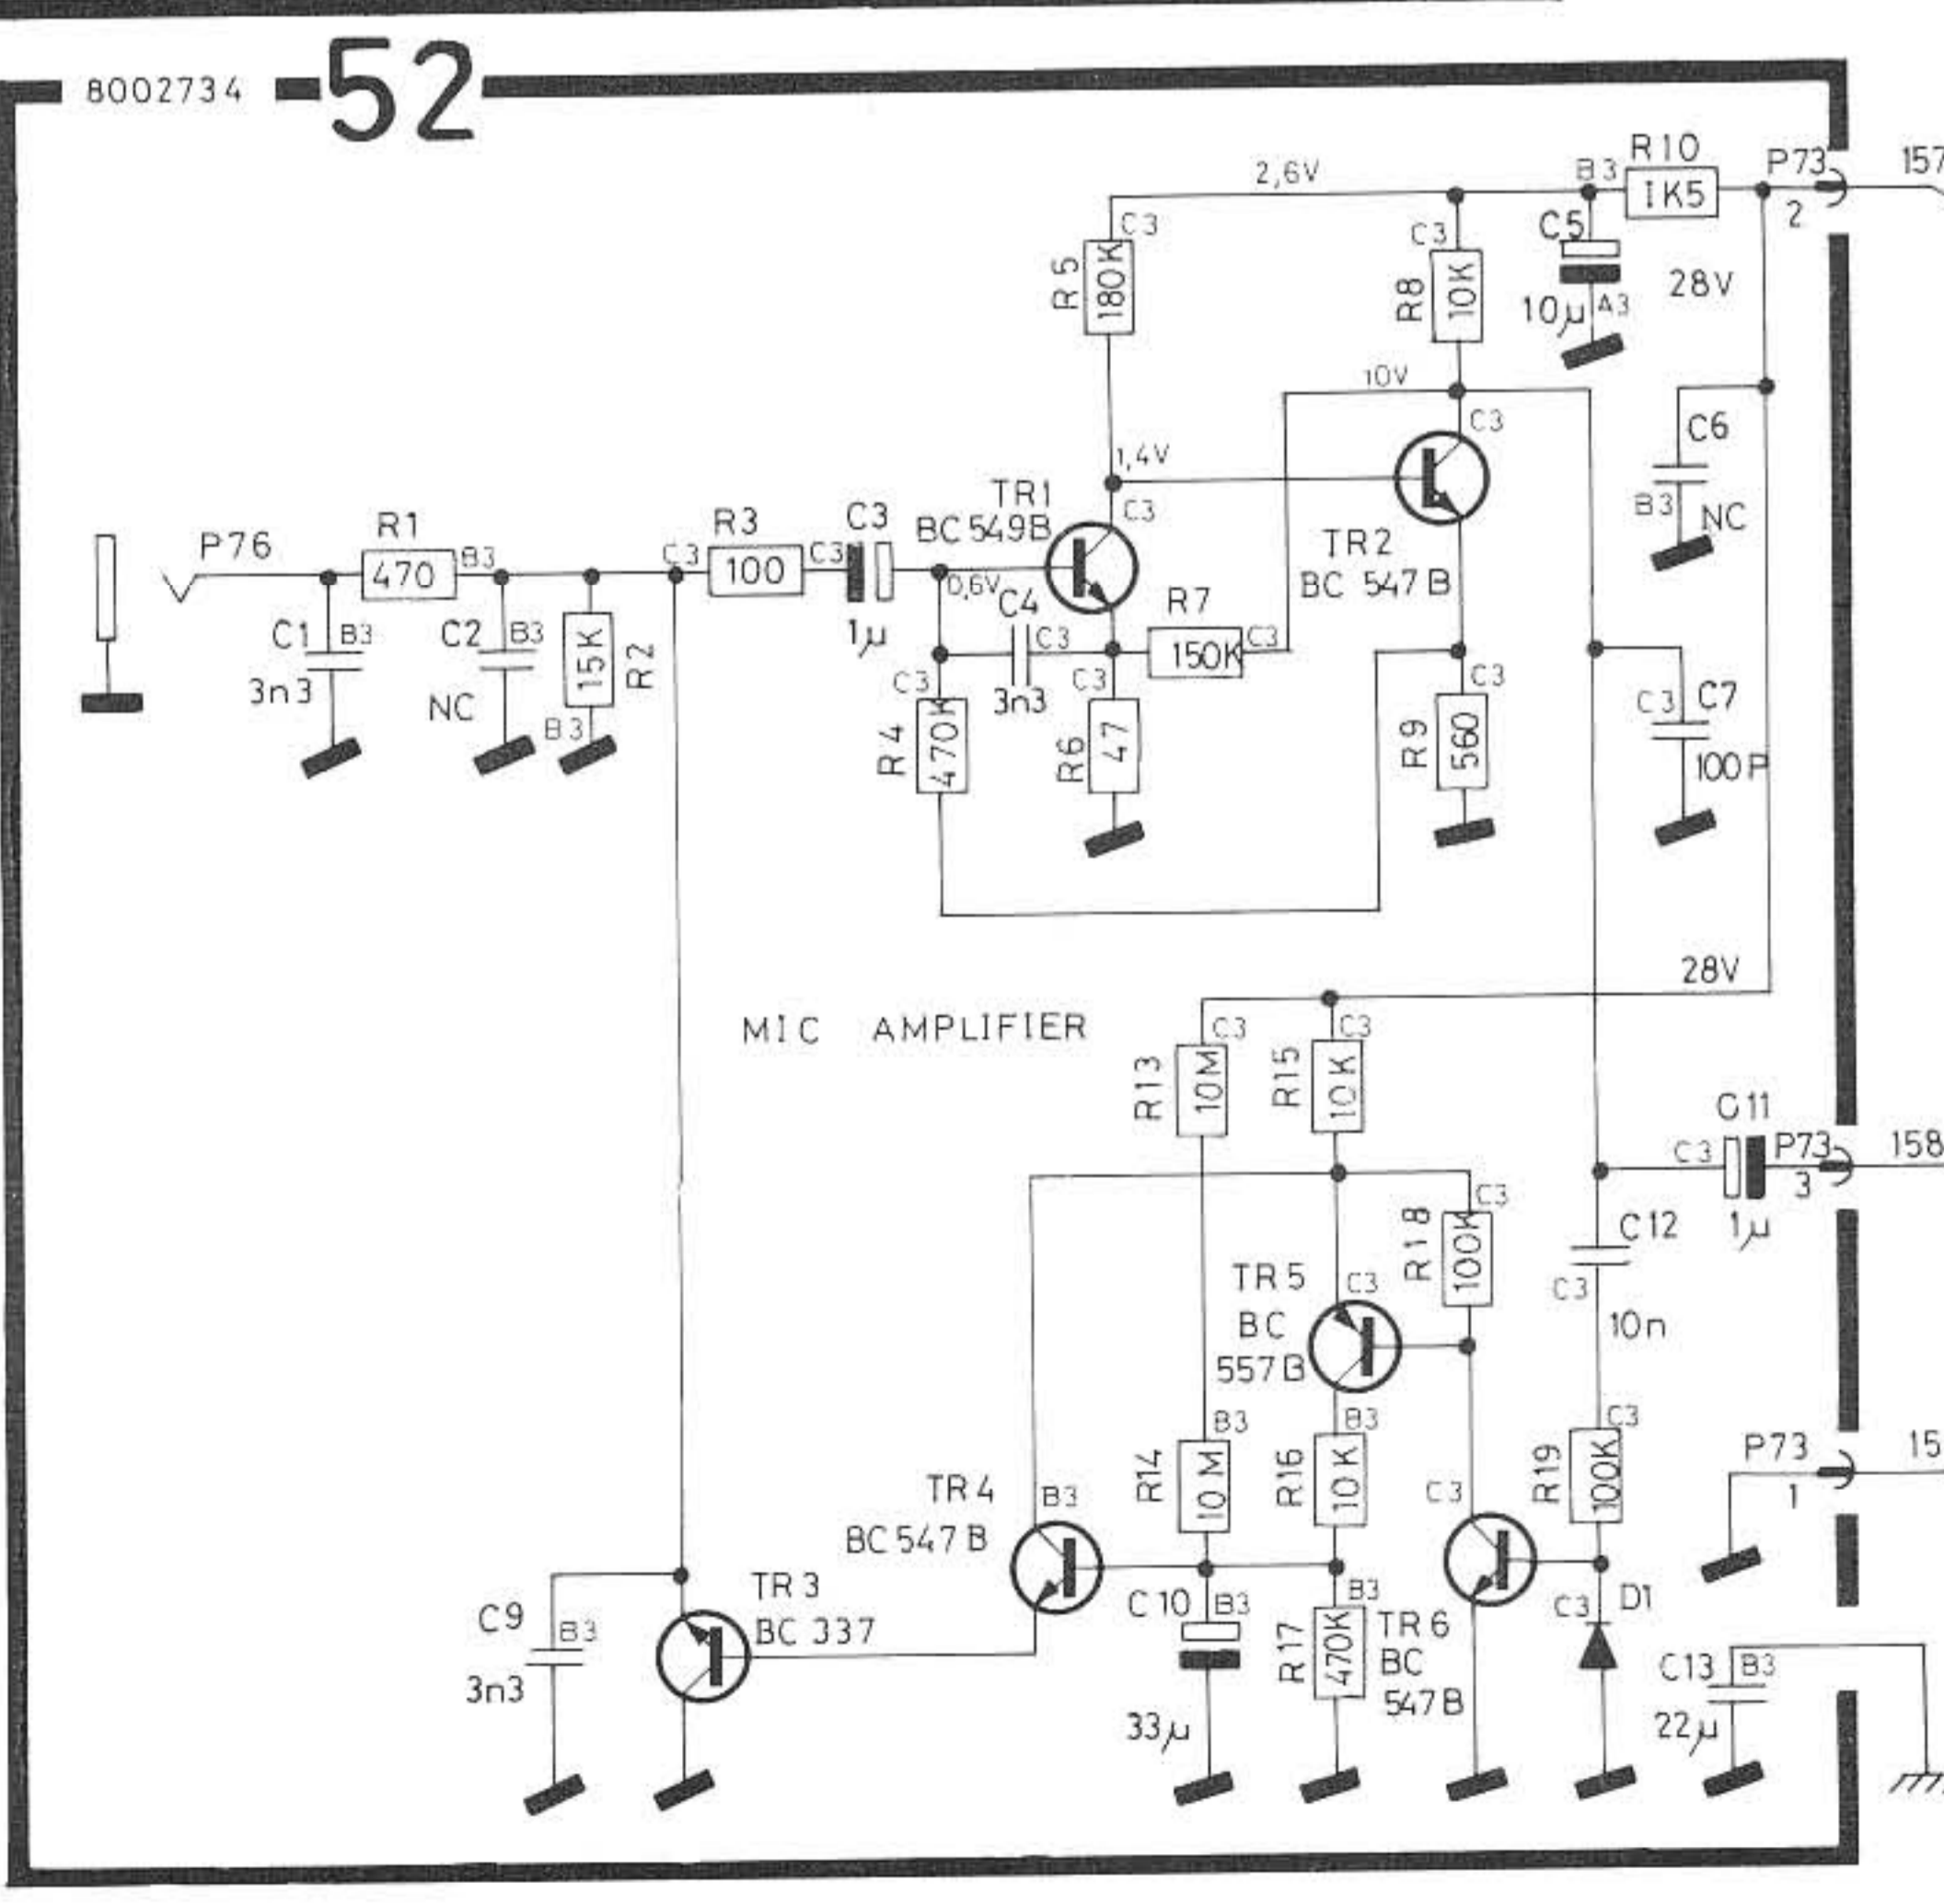 8002734 -52
R10
B3
1K5
P73
2
157
2,6V
C3
R5
180K
C3
R8
10K
C5
10µ
A3
28V
10V
C3
C6
B3
NC
1,4V
C3
TR1
BC 549B
TR2
BC 547B
P76
R1
470
B3
R3
C3
100
C3
C3
1µ
0,6V
C4
C3
3n3
R7
150K
C3
C1
B3
3n3
C2
B3
NC
15K
R2
B3
C3
R4
470K
C3
R6
47
C3
R9
560
C3
C7
100P
28V
MIC AMPLIFIER
C3
R13
10M
C3
R15
10K
C11
C3
1µ
P73
3
158
C3
R18
100K
C12
C3
10n
TR5
BC
557B
C3
B3
R14
10M
B3
R16
10K
C3
R19
100K
C3
P73
1
15
TR4
BC 547B
B3
C10
B3
33µ
B3
R17
470K
TR6
BC
547B
C3
D1
C13
B3
22µ
TR3
BC 337
C9
B3
3n3